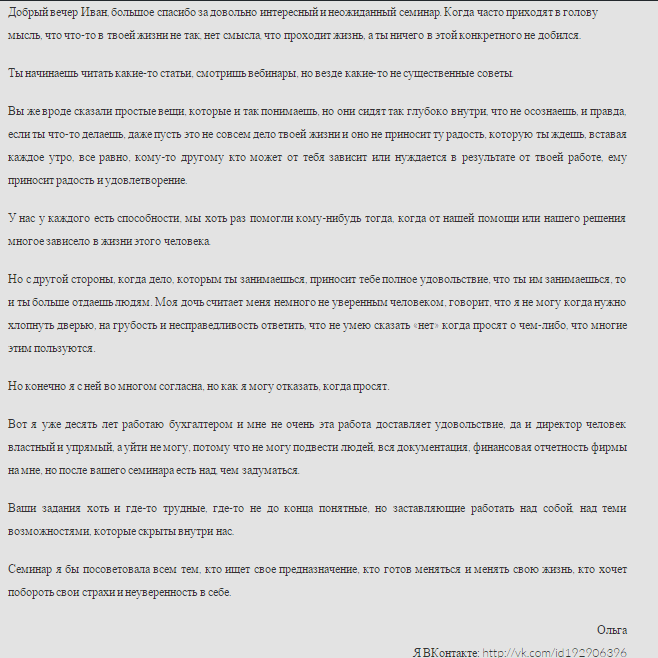 Добрый вечер Иван, большое спасибо за довольно интересный и неожиданный семинар. Когда часто приходят в голову
мысль, что что-то в твоей жизни не так, нет смысла, что проходит жизнь, а ты ничего в этой конкретного не добился.
Ты начинаешь читать какие-то статьи, смотришь вебинары, но везде какие-то не существенные советы.
Вы же вроде сказали простые вещи, которые и так понимаешь, но они сидят так глубоко внутри, что не осознаешь, и правда,
если ты что-то делаешь, даже пусть это не совсем дело твоей жизни и оно не приносит ту радость, которую ты ждешь, вставая
каждое утро, все равно, кому-то другому кто может от тебя зависит или нуждается в результате от твоей работе, ему
приносит радость и удовлетворение.
У нас у каждого есть способности, мы хоть раз помогли кому-нибудь тогда, когда от нашей помощи или нашего решения
многое зависело в жизни этого человека.
Но с другой стороны, когда дело, которым ты занимаешься, приносит тебе полное удовольствие, что ты им занимаешься, то
и ты больше отдаешь людям. Моя дочь считает меня немного не уверенным человеком, говорит, что я не могу когда нужно
хлопнуть дверью, на грубость и несправедливость ответить, что не умею сказать «нет» когда просят о чем-либо, что многие
этим пользуются.
Но конечно я с ней во многом согласна, но как я могу отказать, когда просят.
Вот я уже десять лет работаю бухгалтером и мне не очень эта работа доставляет удовольствие, да и директор человек
властный и упрямый, а уйти не могу, потому что не могу подвести людей, вся документация, финансовая отчетность фирмы
на мне, но после вашего семинара есть над, чем задуматься.
Ваши задания хоть и где-то трудные, где-то не до конца понятные, но заставляющие работать над собой, над теми
возможностями, которые скрыты внутри нас.
Семинар я бы посоветовала всем тем, кто ищет свое предназначение, кто готов меняться и менять свою жизнь, кто хочет
побороть свои страхи и неуверенность в себе.
Ольга
Я ВКонтакте: http://vk.com/id192906396